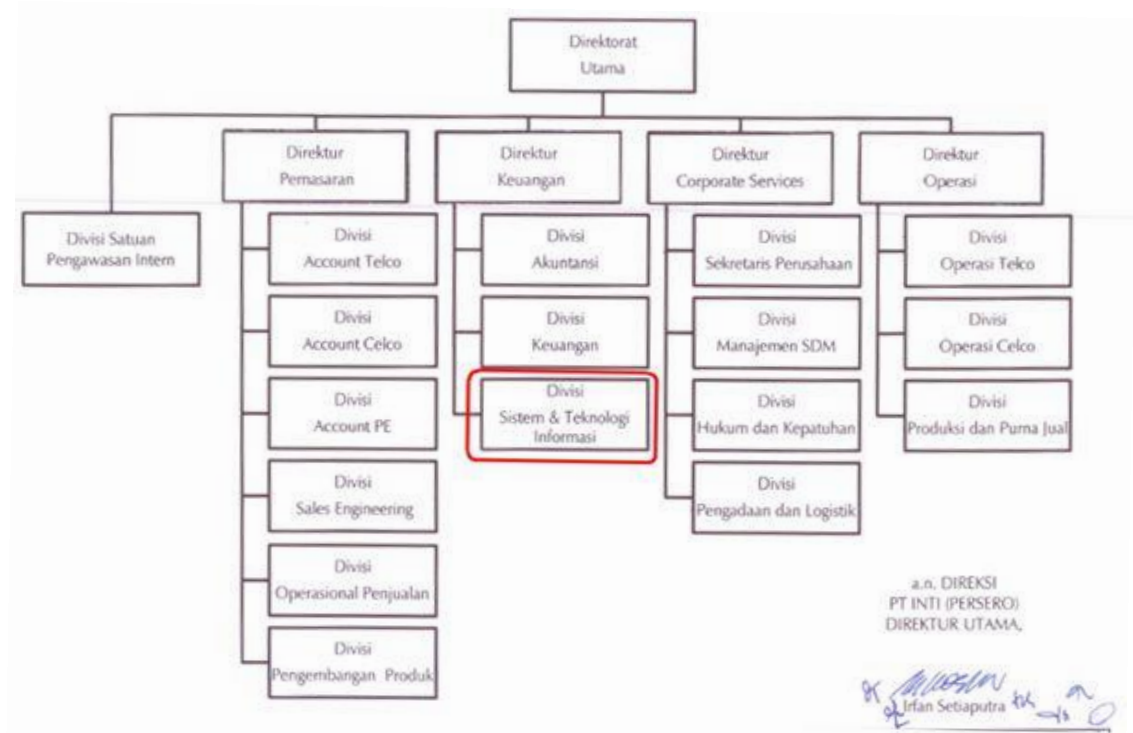 Direktorat
Utama
Direktur
Pemasaran
Direktur
Keuangan
Direktur
Corporate Services
Direktur
Operasi
Divisi Satuan
Pengawasan Intern
Divisi
Account Telco
Divisi
Account Celco
Divisi
Account PE
Divisi
Sales Engineering
Divisi
Operasional Penjualan
Divisi
Pengembangan Produk
Divisi
Akuntansi
Divisi
Keuangan
Divisi
Sistem & Teknologi
Informasi
Divisi
Sekretaris Perusahaan
Divisi
Manajemen SDM
Divisi
Hukum dan Kepatuhan
Divisi
Pengadaan dan Logistik
Divisi
Operasi Telco
Divisi
Operasi Celco
Divisi
Produksi dan Purna Jual
a.n. DIREKSI
PT INTI (PERSERO)
DIREKTUR UTAMA,
Irfan Setiaputra